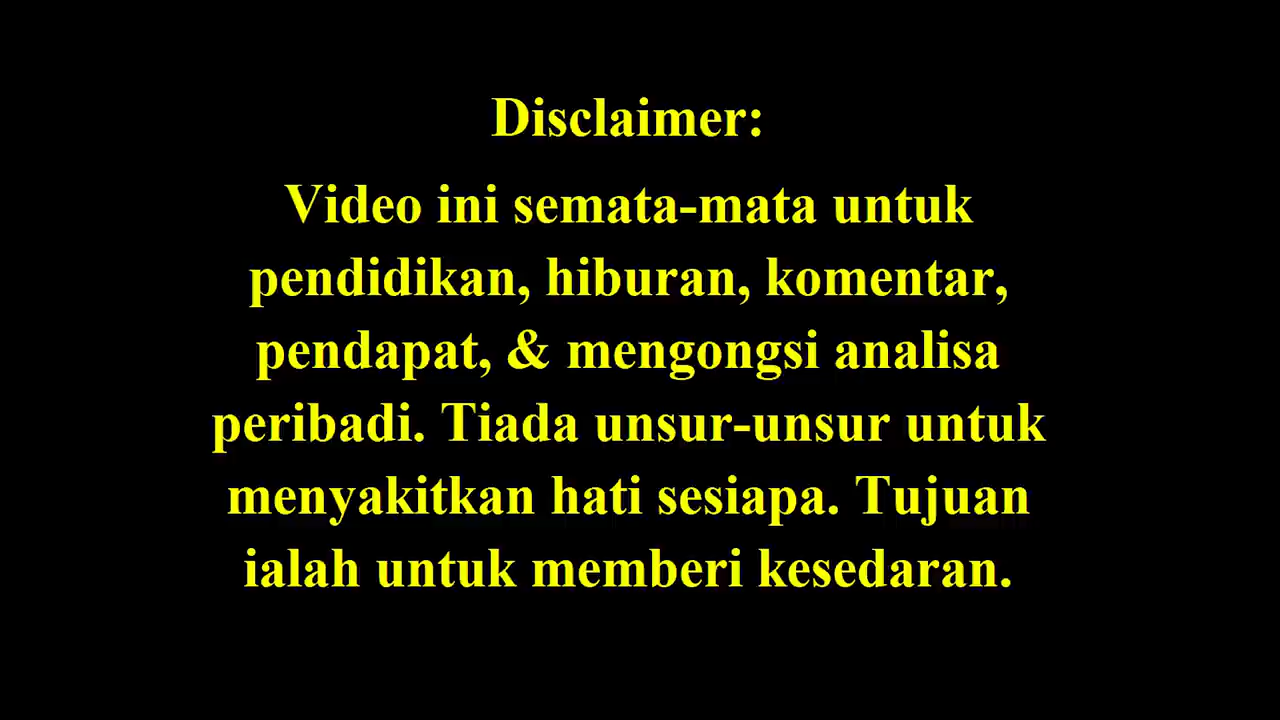 Disclaimer:
Video ini semata-mata untuk
pendidikan, hiburan, komentar,
pendapat, & mengongsi analisa
peribadi. Tiada unsur-unsur untuk
menyakitkan hati sesiapa. Tujuan
ialah untuk memberi kesedaran.